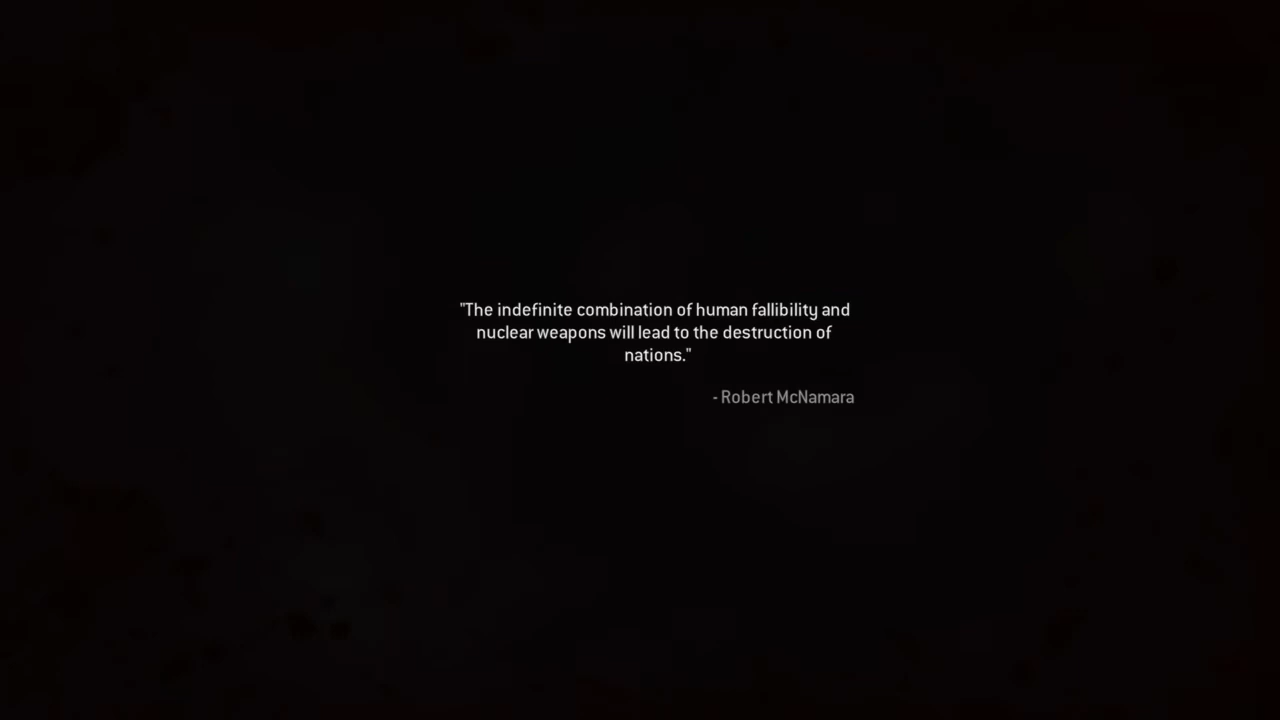 "The indefinite combination of human fallibility and
nuclear weapons will lead to the destruction of
nations."
- Robert McNamara